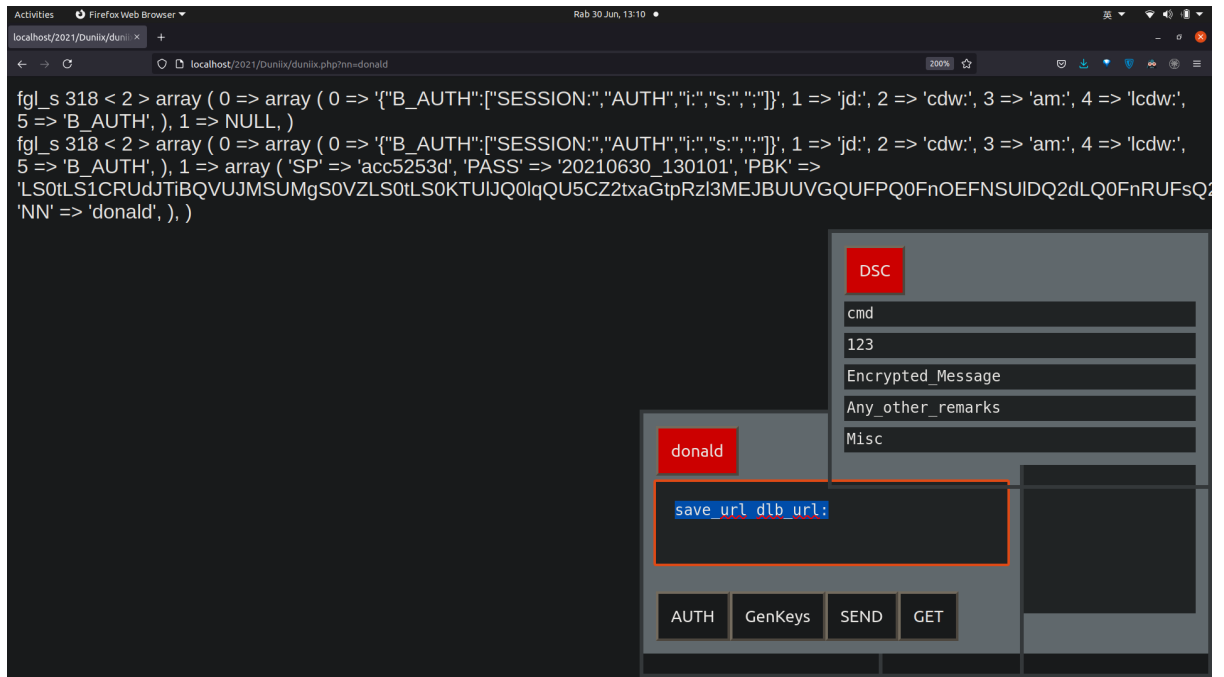 Activities Firefox Web Browser Rab 30 Jun, 13:10 英
localhost/2021/Duniix/dunii ×
localhost/2021/Duniix/duniix.php?nn=donald 200%
fgl_s 318 < 2 > array ( 0 => array ( 0 => '{"B_AUTH":["SESSION:","AUTH","i:","s:",";"]}', 1 => 'jd:', 2 => 'cdw:', 3 => 'am:', 4 => 'lcdw:',
5 => 'B_AUTH', ), 1 => NULL, )
fgl_s 318 < 2 > array ( 0 => array ( 0 => '{"B_AUTH":["SESSION:","AUTH","i:","s:",";"]}', 1 => 'jd:', 2 => 'cdw:', 3 => 'am:', 4 => 'lcdw:',
5 => 'B_AUTH', ), 1 => array ( 'SP' => 'acc5253d', 'PASS' => '20210630_130101', 'PBK' =>
'NN' => 'donald', ), )
DSC
cmd
123
Encrypted_Message
Any_other_remarks
Misc
donald
save_url dlb_url:
AUTH GenKeys SEND GET